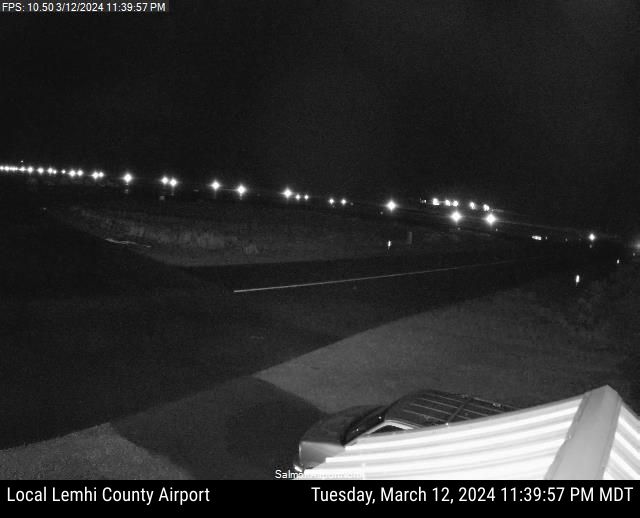 FPS: 10.50 3/12/2024 11:39:57 PM
Local Lemhi County Airport
Tuesday, March 12, 2024 11:39:57 PM MDT